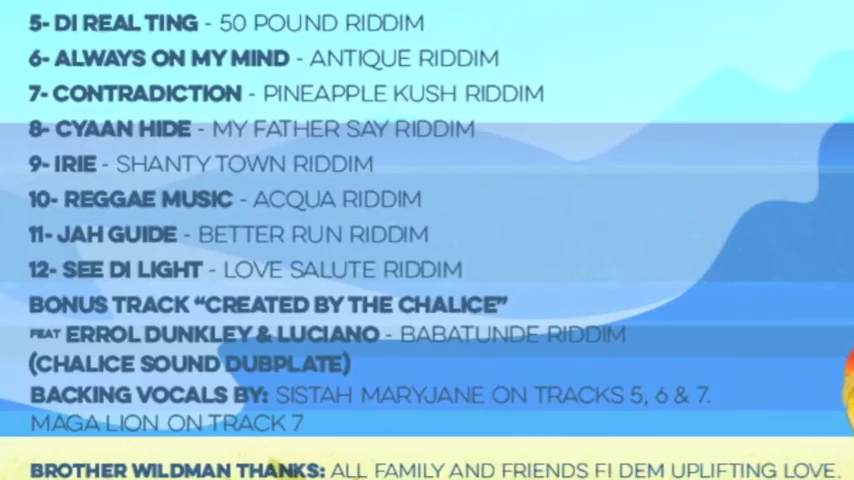 5- DI REAL TING - 50 POUND RIDDIM
6- ALWAYS ON MY MIND - ANTIQUE RIDDIM
7- CONTRADICTION - PINEAPPLE KUSH RIDDIM
8- CYAAN HIDE - MY FATHER SAY RIDDIM
9- IRIE - SHANTY TOWN RIDDIM
10- REGGAE MUSIC - ACQUA RIDDIM
11- JAH GUIDE - BETTER RUN RIDDIM
12- SEE DI LIGHT - LOVE SALUTE RIDDIM
BONUS TRACK “CREATED BY THE CHALICE”
FEAT ERROL DUNKLEY & LUCIANO - BABATUNDE RIDDIM
(CHALICE SOUND DUBPLATE)
BACKING VOCALS BY: SISTAH MARYJANE ON TRACKS 5, 6 & 7.
MAGA LION ON TRACK 7
BROTHER WILDMAN THANKS: ALL FAMILY AND FRIENDS FI DEM UPLIFTING LOVE.